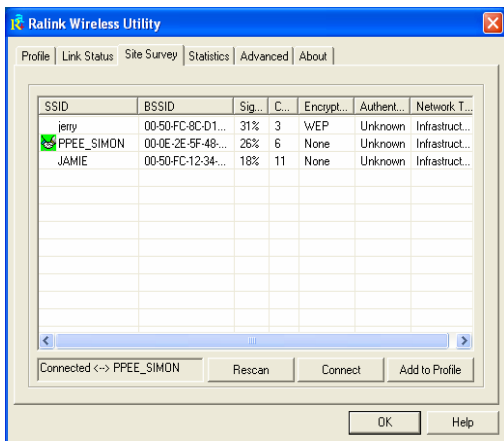 Ralink Wireless Utility
Profile Link Status Site Survey Statistics Advanced About
SSID BSSID Sig... C... Encrypt... Authent... Network T...
jerry 00-50-FC-8C-D1... 31% 3 WEP Unknown Infrastruct...
PPEE_SIMON 00-0E-2E-5F-48-... 26% 6 None Unknown Infrastruct...
JAMIE 00-50-FC-12-34-... 18% 11 None Unknown Infrastruct...
Connected <--> PPEE_SIMON Rescan Connect Add to Profile
OK Help